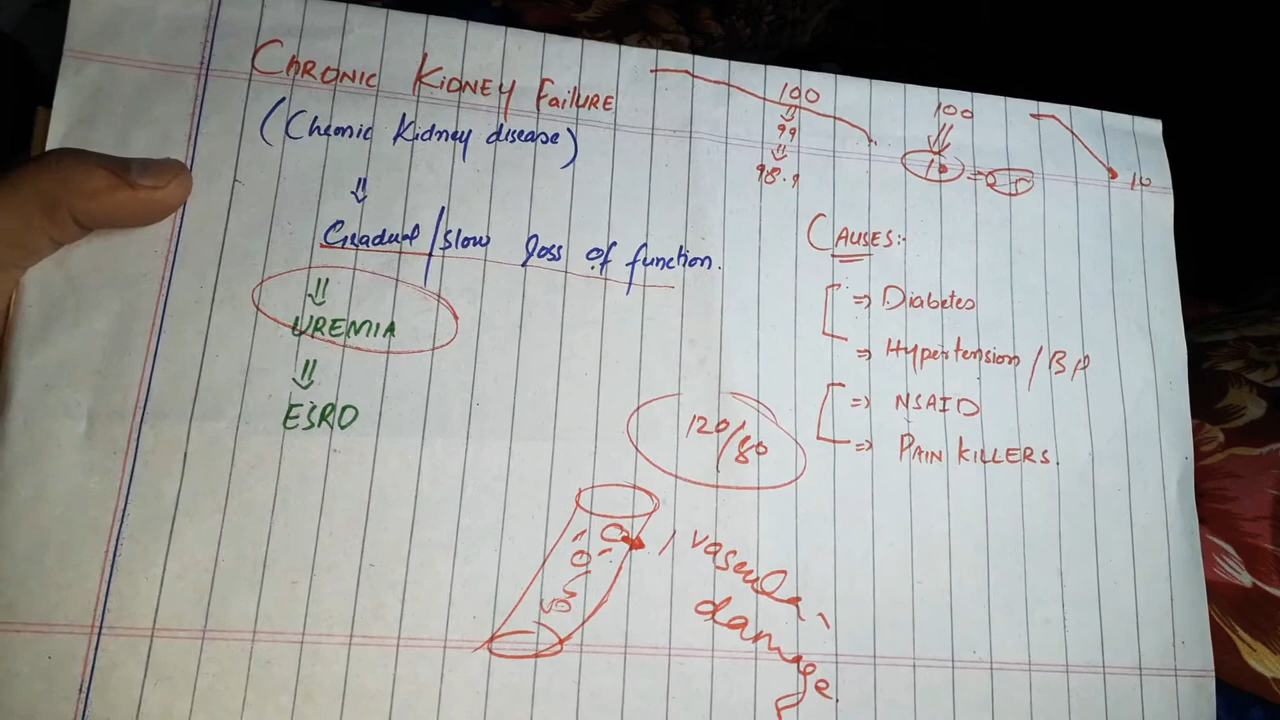 CHRONIC KIDNEY FAILURE
(Chronic Kidney disease)
⇓
Gradual/slow loss of function.
⇓
UREMIA
⇓
ESRD
100
⇓
99
⇓
98.9
100
10
10
CAUSES:-
⇒ Diabetes
⇒ Hypertension / BP
⇒ NSAID
⇒ PAIN KILLERS
120/80
vascular
damage